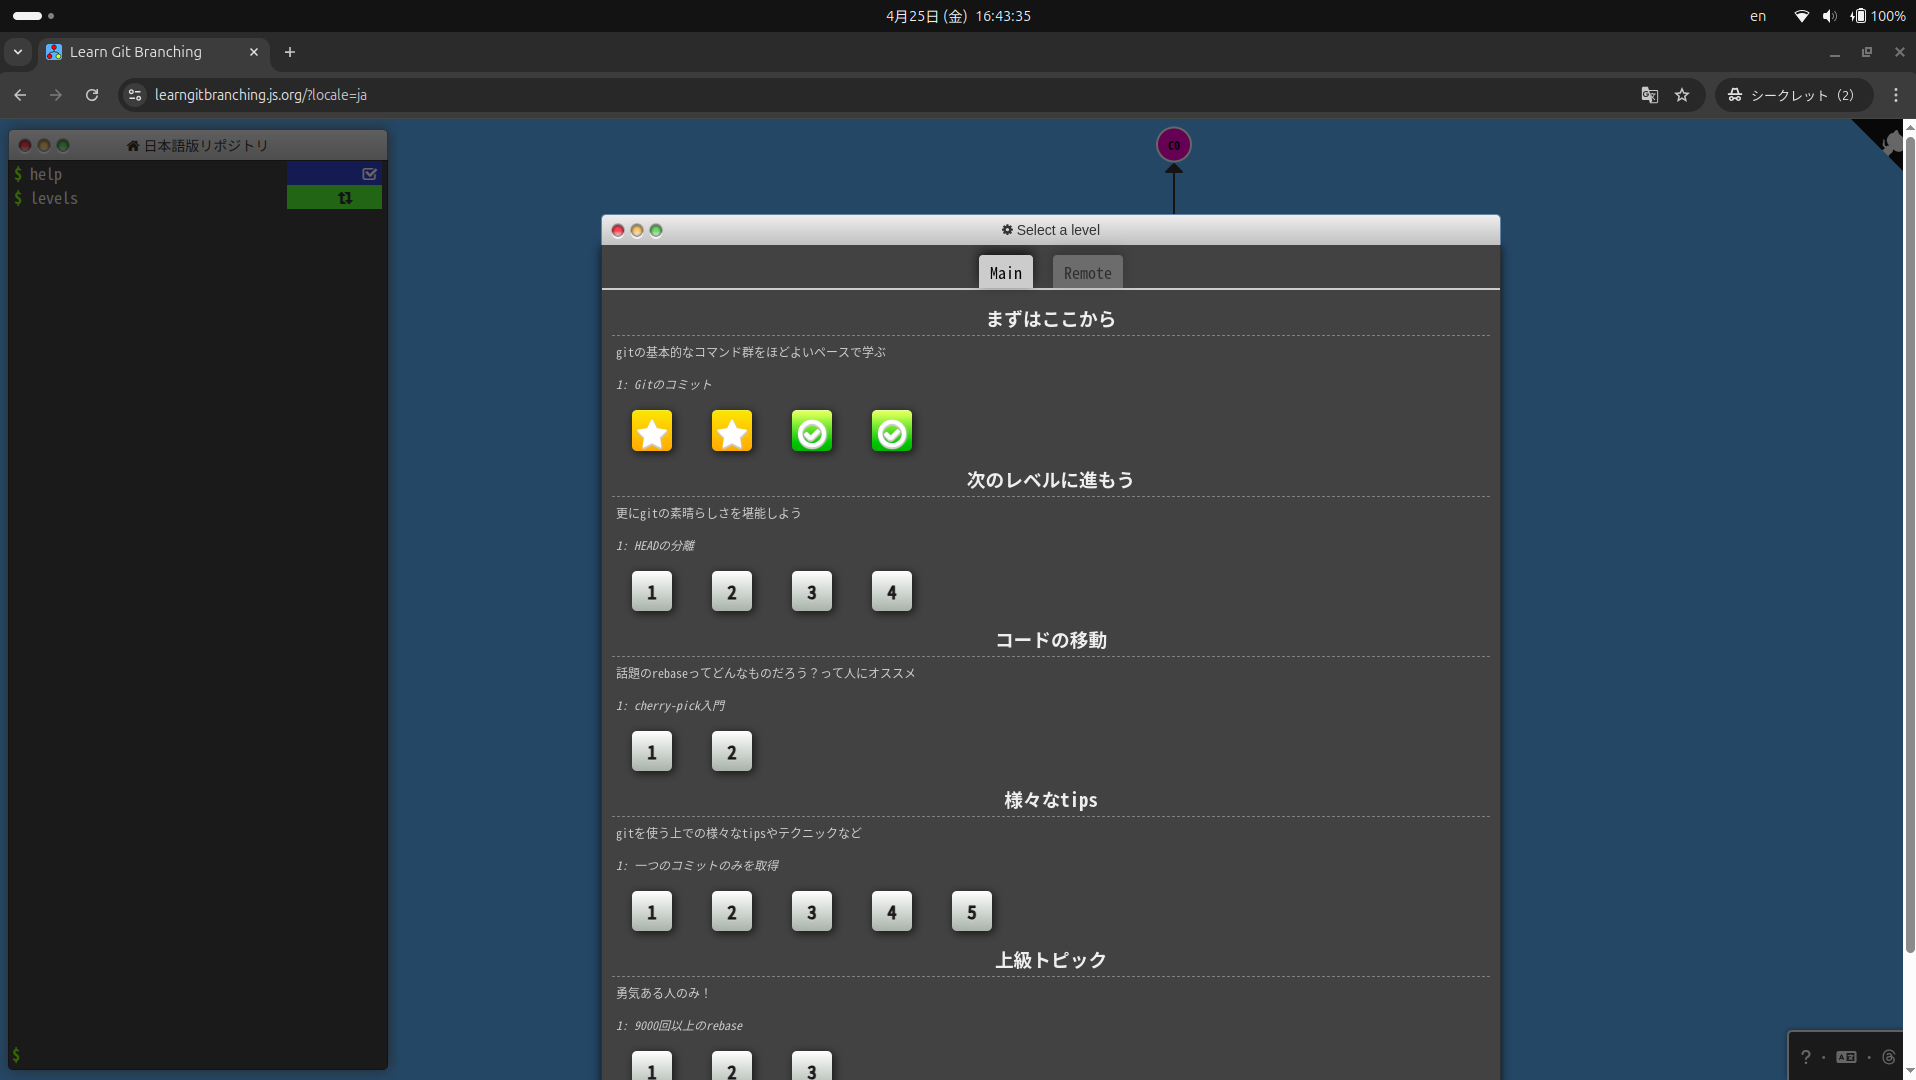 4月25日 (金) 16:43:35
en
100%
Learn Git Branching
learngitbranching.js.org/?locale=ja
シークレット (2)
日本語版リポジトリ
$ help
$ levels
$
C0
Select a level
Main
Remote
まずはここから
gitの基本的なコマンド群をほどよいペースで学ぶ
1: Gitのコミット
次のレベルに進もう
更にgitの素晴らしさを堪能しよう
1: HEADの分離
1 2 3 4
コードの移動
話題のrebaseってどんなものだろう？って人にオススメ
1: cherry-pick入門
1 2
様々なtips
gitを使う上での様々なtipsやテクニックなど
1: 一つのコミットのみを取得
1 2 3 4 5
上級トピック
勇気ある人のみ！
1: 9000回以上のrebase
1 2 3
? · ·